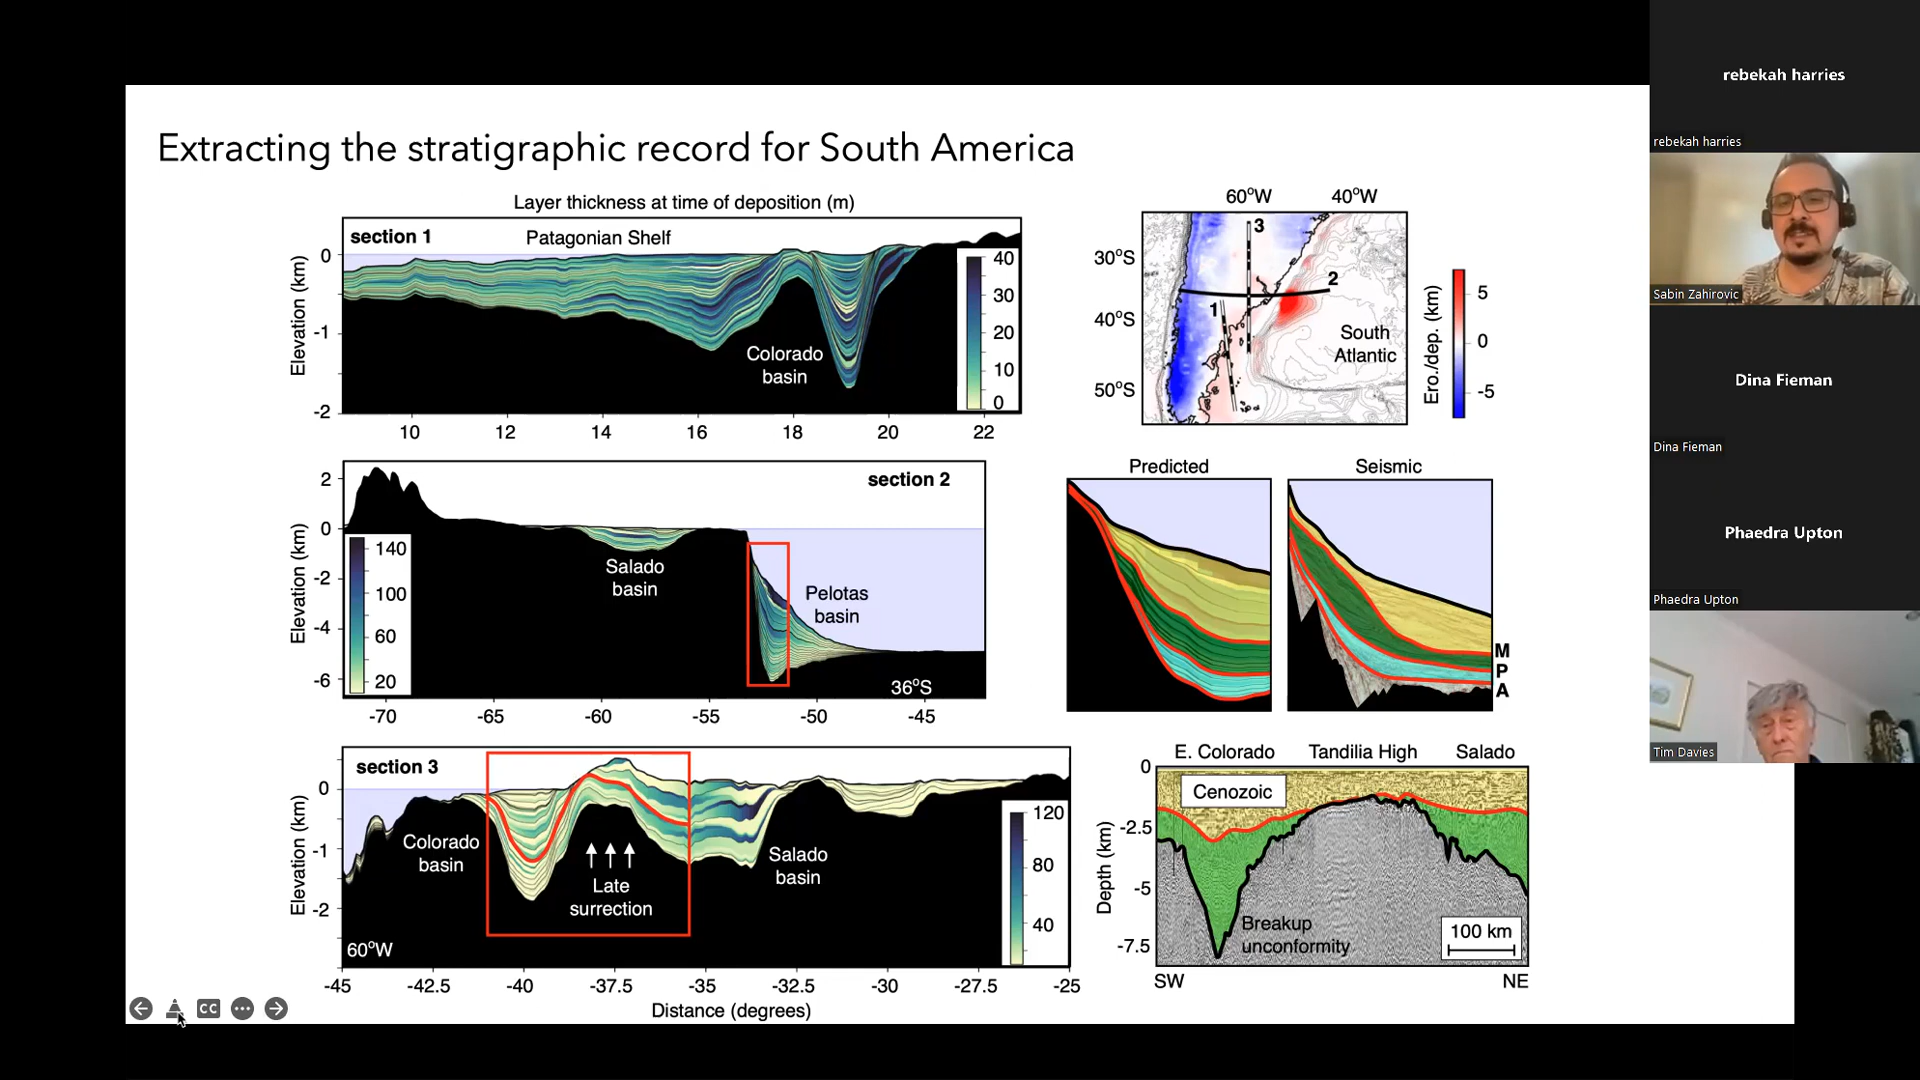 Extracting the stratigraphic record for South America
Layer thickness at time of deposition (m)
section 1
Patagonian Shelf
Colorado
basin
Elevation (km)
0
-1
-2
40
30
20
10
0
10
12
14
16
18
20
22
60°W
40°W
30°S
40°S
50°S
3
2
1
South
Atlantic
Ero./dep. (km)
5
0
-5
section 2
Elevation (km)
2
0
-2
-4
-6
140
100
60
20
Salado
basin
Pelotas
basin
36°S
-70
-65
-60
-55
-50
-45
Predicted
Seismic
M
P
A
section 3
Elevation (km)
0
-1
-2
Colorado
basin
Late
surrection
Salado
basin
120
80
40
60°W
-45
-42.5
-40
-37.5
-35
-32.5
-30
-27.5
-25
Distance (degrees)
E. Colorado
Tandilia High
Salado
Cenozoic
Breakup
unconformity
100 km
Depth (km)
0
-2.5
-5
-7.5
SW
NE
CC
rebekah harries
rebekah harries
Sabin Zahirovic
Dina Fieman
Dina Fieman
Phaedra Upton
Phaedra Upton
Tim Davies